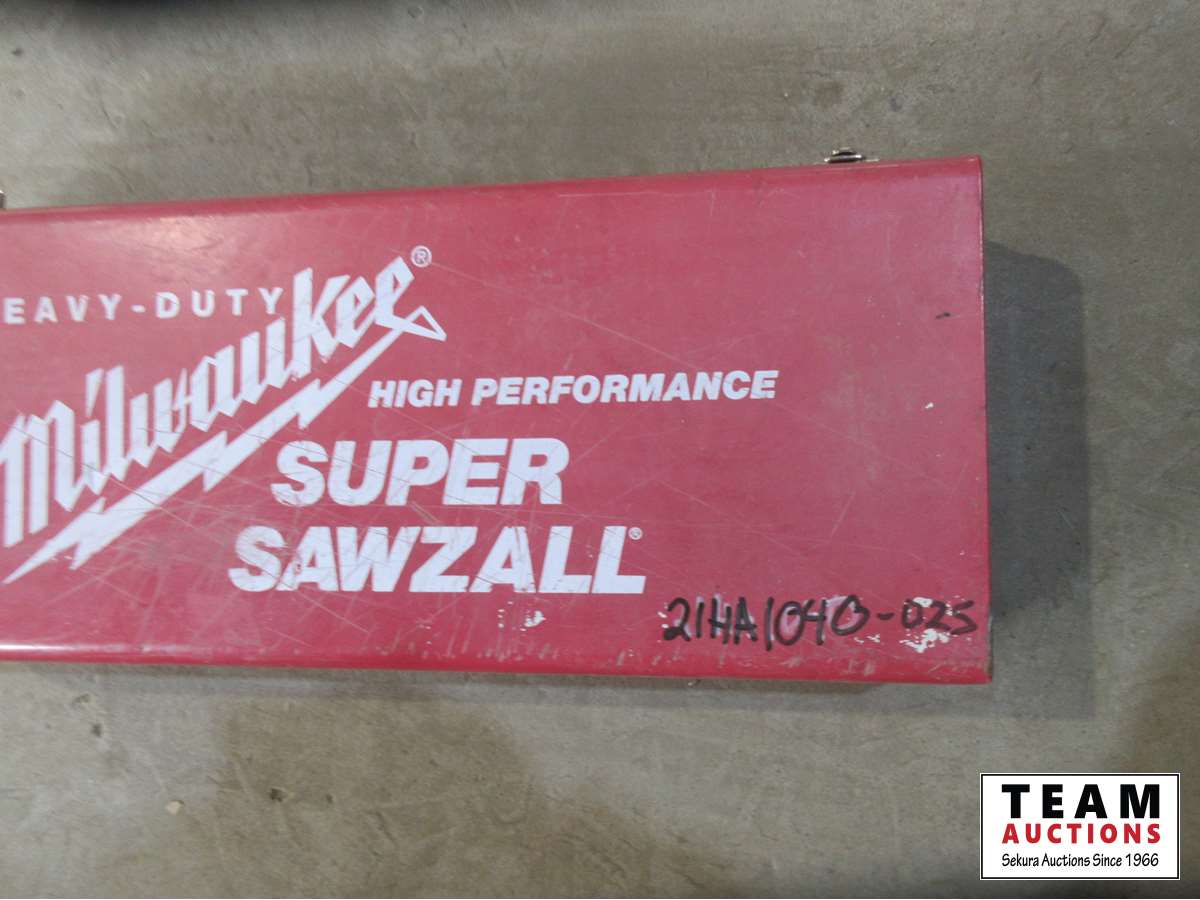 EAVY-DUTY
Milwaukee®
HIGH PERFORMANCE
SUPER
SAWZALL®
21HA1040-025
TEAM
AUCTIONS
Sekura Auctions Since 1966